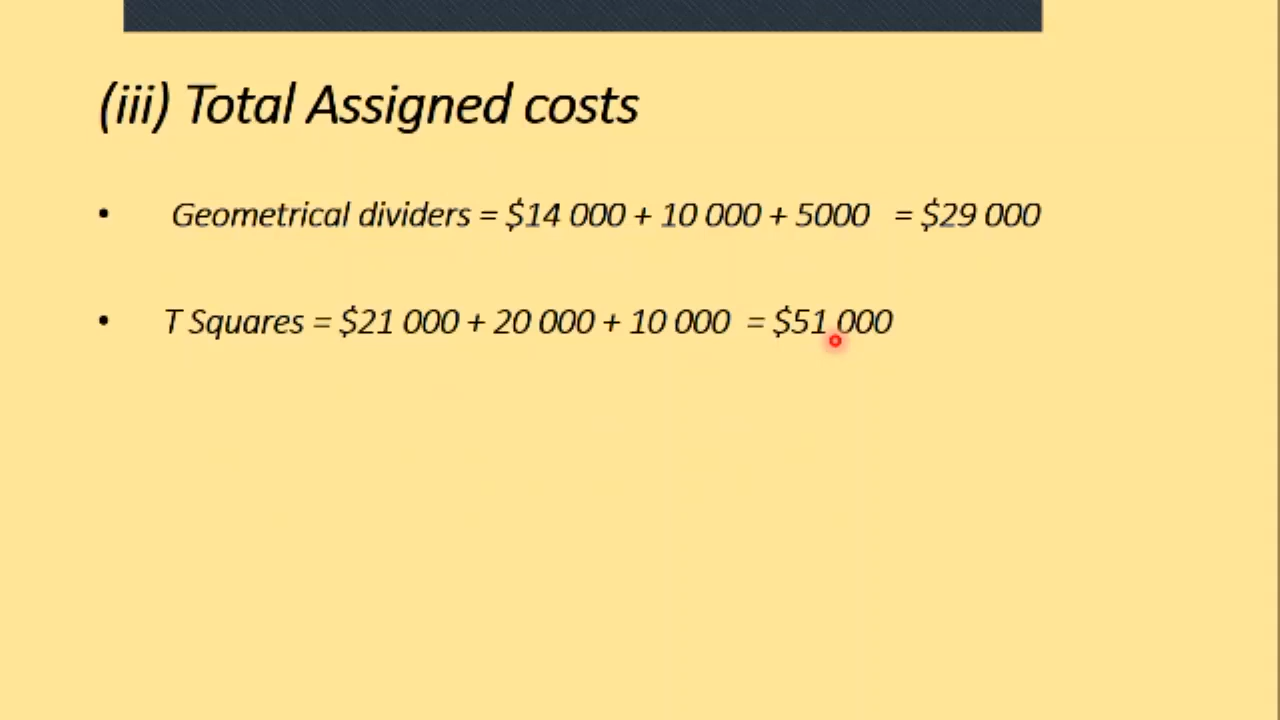 (iii) Total Assigned costs
• Geometrical dividers = $14 000 + 10 000 + 5000 = $29 000
• T Squares = $21 000 + 20 000 + 10 000 = $51 000